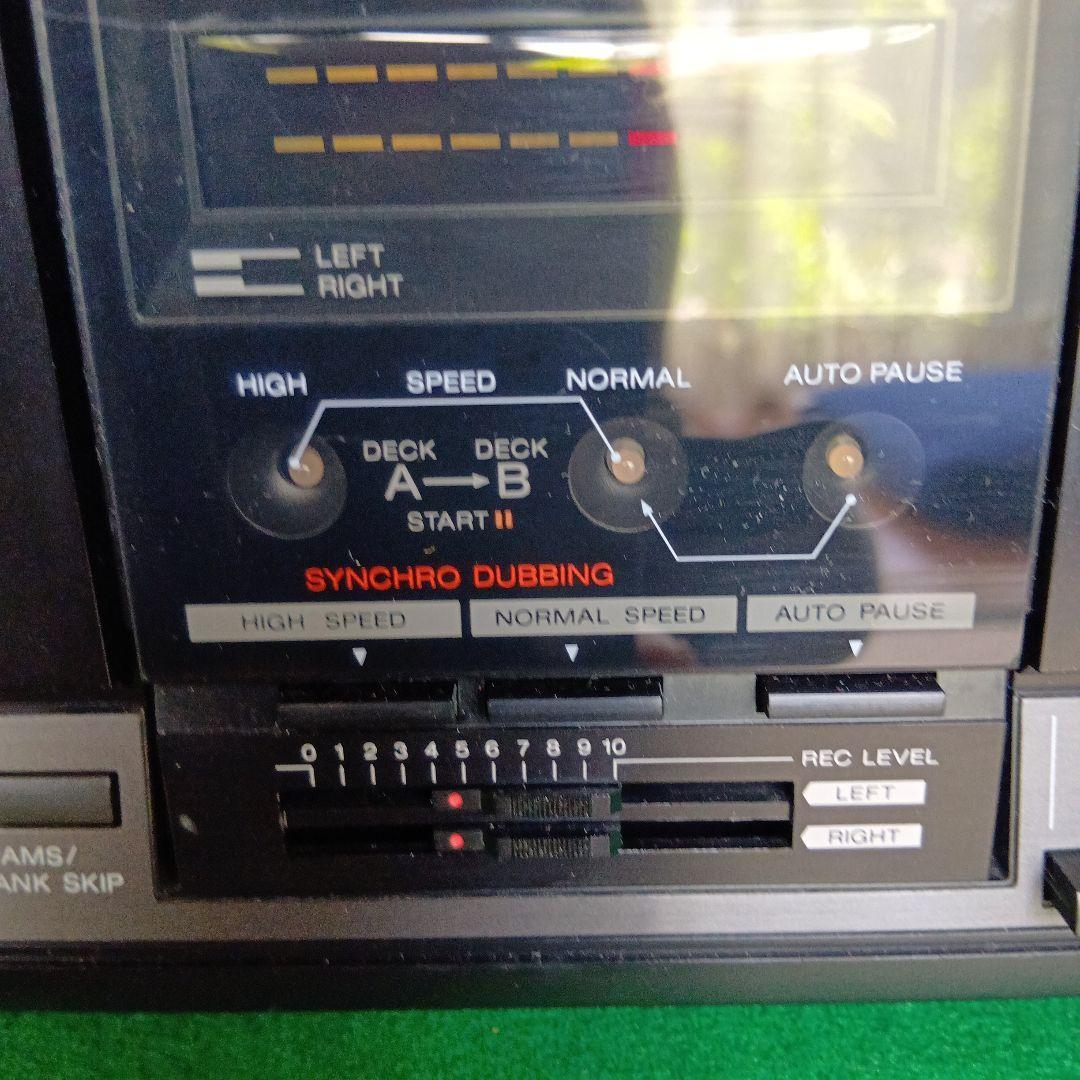 LEFT
RIGHT
HIGH SPEED NORMAL AUTO PAUSE
DECK DECK
A → B
START
SYNCHRO DUBBING
HIGH SPEED NORMAL SPEED AUTO PAUSE
0 1 2 3 4 5 6 7 8 9 10
REC LEVEL
LEFT
RIGHT
AMS/
ANK SKIP